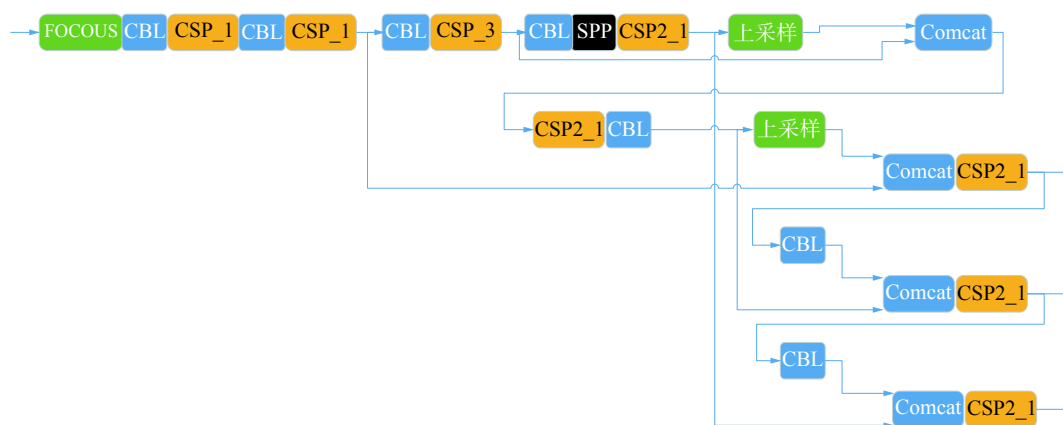 FOCOUS CBL CSP_1 CBL CSP_1 CBL CSP_3 CBL SPP CSP2_1 上采样 Comcat
CSP2_1 CBL 上采样
Comcat CSP2_1
CBL
Comcat CSP2_1
CBL
Comcat CSP2_1